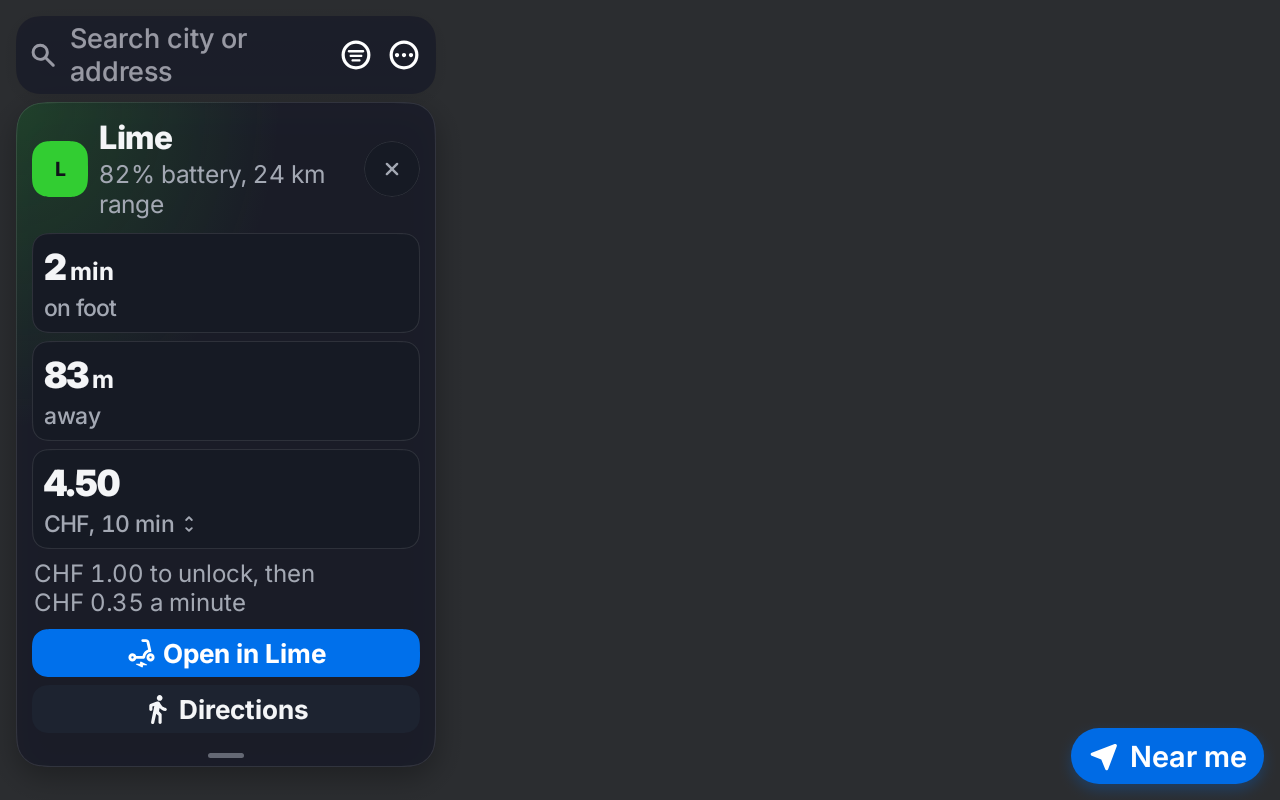 Search city or
address
L
Lime
82% battery, 24 km
range
2 min
on foot
83 m
away
4.50
CHF, 10 min
CHF 1.00 to unlock, then
CHF 0.35 a minute
Open in Lime
Directions
Near me